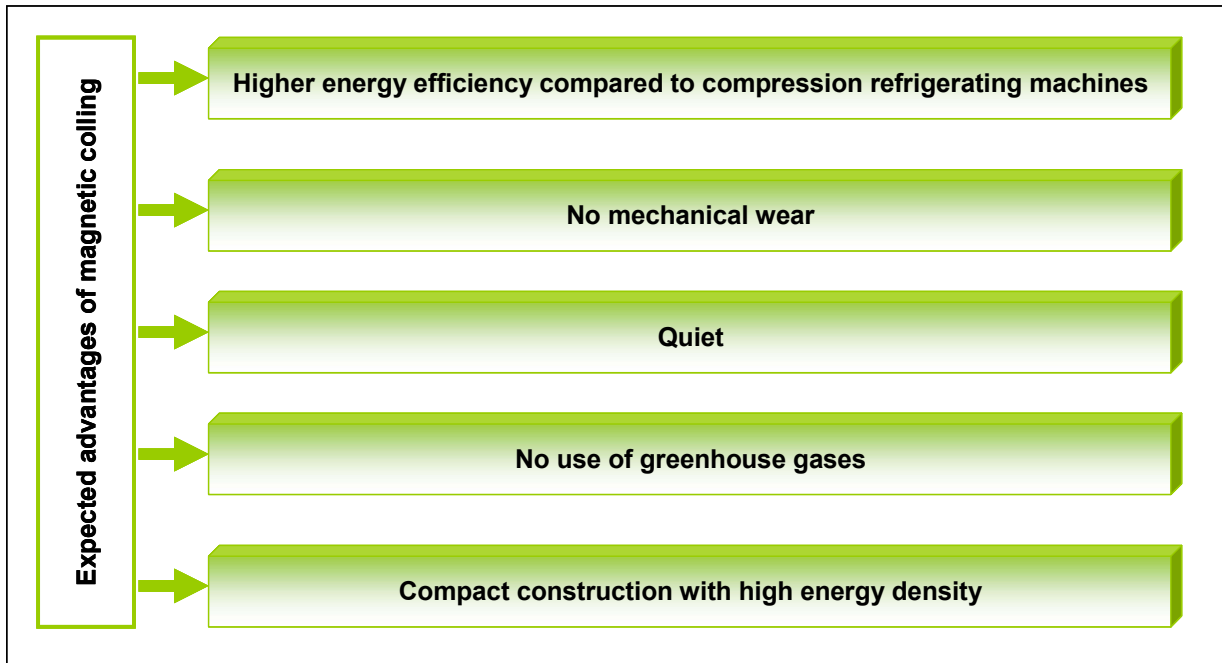 Expected advantages of magnetic colling
Higher energy efficiency compared to compression refrigerating machines
No mechanical wear
Quiet
No use of greenhouse gases
Compact construction with high energy density